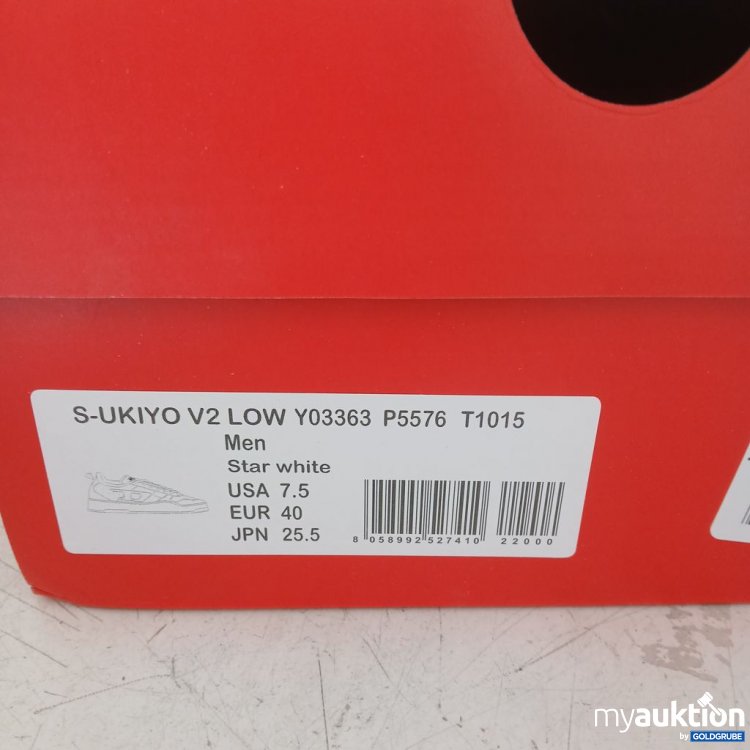 S-UKIYO V2 LOW Y03363 P5576 T1015
Men
Star white
USA 7.5
EUR 40
JPN 25.5
8 058992 527410 22000
myauktion
by GOLDGRUBE